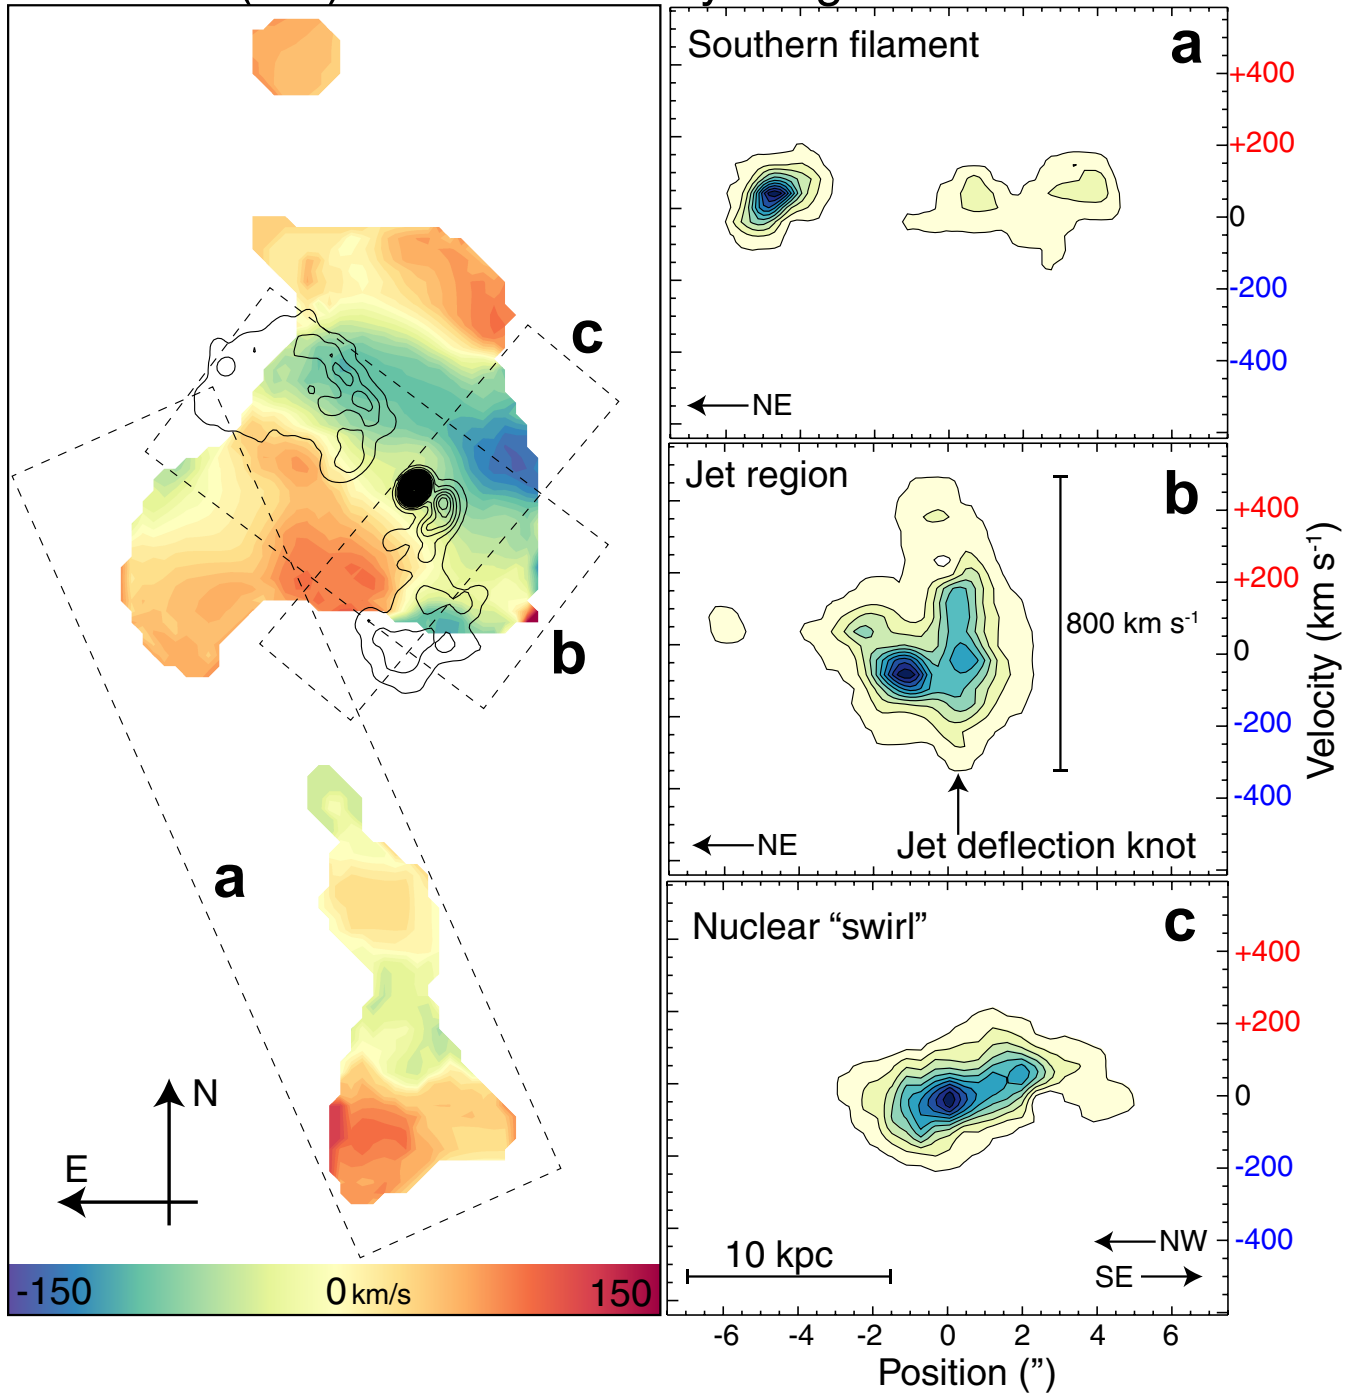 c
b
a
N
E
-150
0 km/s
150
Southern filament
a
+400
+200
0
-200
-400
NE
Jet region
b
+400
+200
0
-200
-400
800 km s-1
NE
Jet deflection knot
Velocity (km s-1)
Nuclear “swirl”
c
+400
+200
0
-200
-400
10 kpc
NW
SE
-6 -4 -2 0 2 4 6
Position (”)